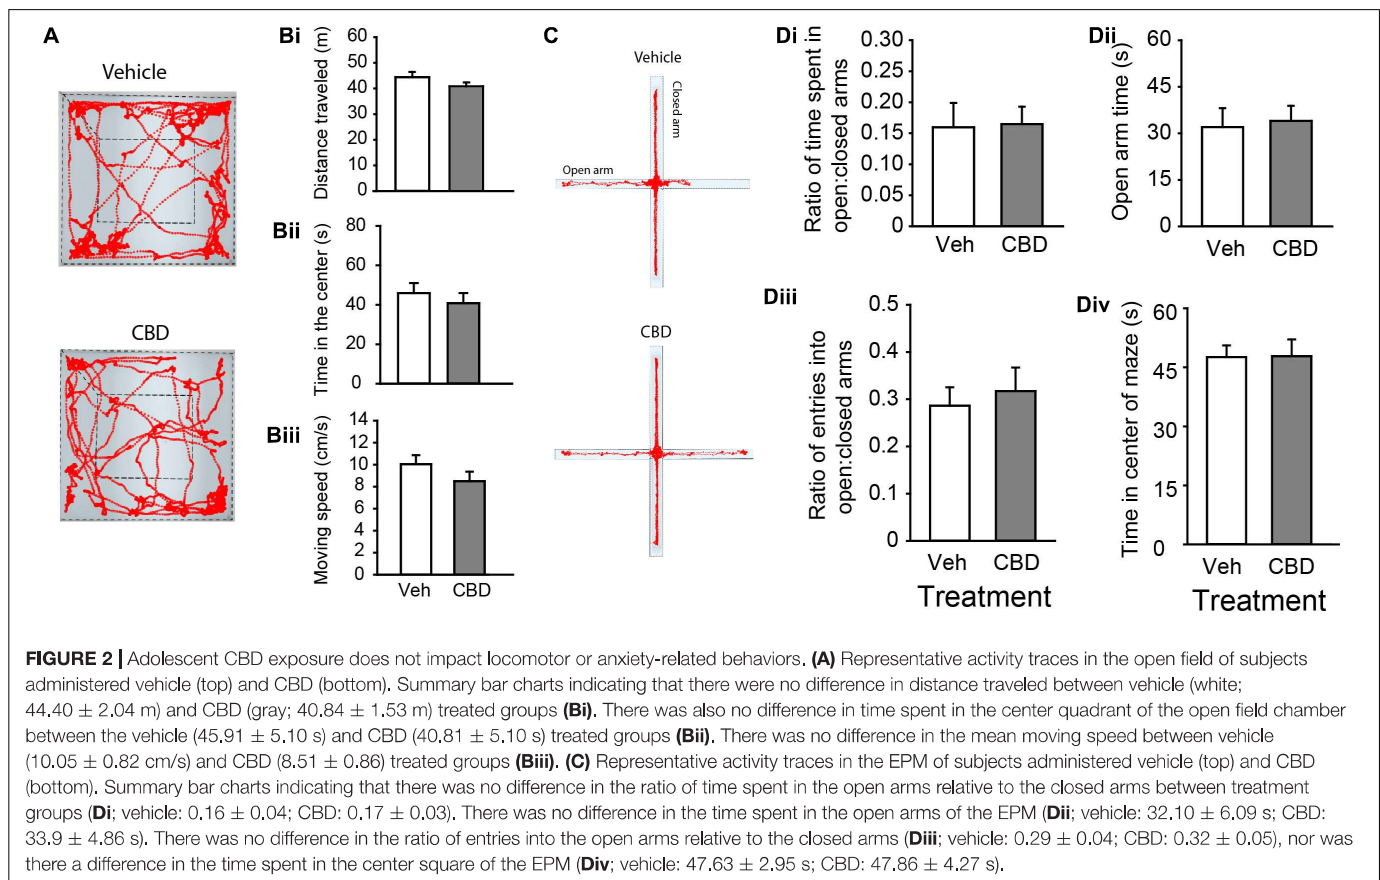 A
Vehicle
CBD
Bi
Distance traveled (m)
60
50
40
30
20
10
0
Bii
Time in the center (s)
80
60
40
20
0
Biii
Moving speed (cm/s)
14
12
10
8
6
4
2
0
Veh CBD
C
Vehicle
Closed arm
Open arm
CBD
Di
Ratio of time spent in
open:closed arms
0.30
0.25
0.20
0.15
0.10
0.05
0
Veh CBD
Dii
Open arm time (s)
60
45
30
15
0
Veh CBD
Diii
Ratio of entries into
open:closed arms
0.5
0.4
0.3
0.2
0.1
0
Veh CBD
Treatment
Div
Time in center of maze (s)
60
45
30
15
0
Veh CBD
Treatment
FIGURE 2 | Adolescent CBD exposure does not impact locomotor or anxiety-related behaviors. (A) Representative activity traces in the open field of subjects
administered vehicle (top) and CBD (bottom). Summary bar charts indicating that there were no difference in distance traveled between vehicle (white;
44.40 ± 2.04 m) and CBD (gray; 40.84 ± 1.53 m) treated groups (Bi). There was also no difference in time spent in the center quadrant of the open field chamber
between the vehicle (45.91 ± 5.10 s) and CBD (40.81 ± 5.10 s) treated groups (Bii). There was no difference in the mean moving speed between vehicle
(10.05 ± 0.82 cm/s) and CBD (8.51 ± 0.86) treated groups (Biii). (C) Representative activity traces in the EPM of subjects administered vehicle (top) and CBD
(bottom). Summary bar charts indicating that there was no difference in the ratio of time spent in the open arms relative to the closed arms between treatment
groups (Di; vehicle: 0.16 ± 0.04; CBD: 0.17 ± 0.03). There was no difference in the time spent in the open arms of the EPM (Dii; vehicle: 32.10 ± 6.09 s; CBD:
33.9 ± 4.86 s). There was no difference in the ratio of entries into the open arms relative to the closed arms (Diii; vehicle: 0.29 ± 0.04; CBD: 0.32 ± 0.05), nor was
there a difference in the time spent in the center square of the EPM (Div; vehicle: 47.63 ± 2.95 s; CBD: 47.86 ± 4.27 s).